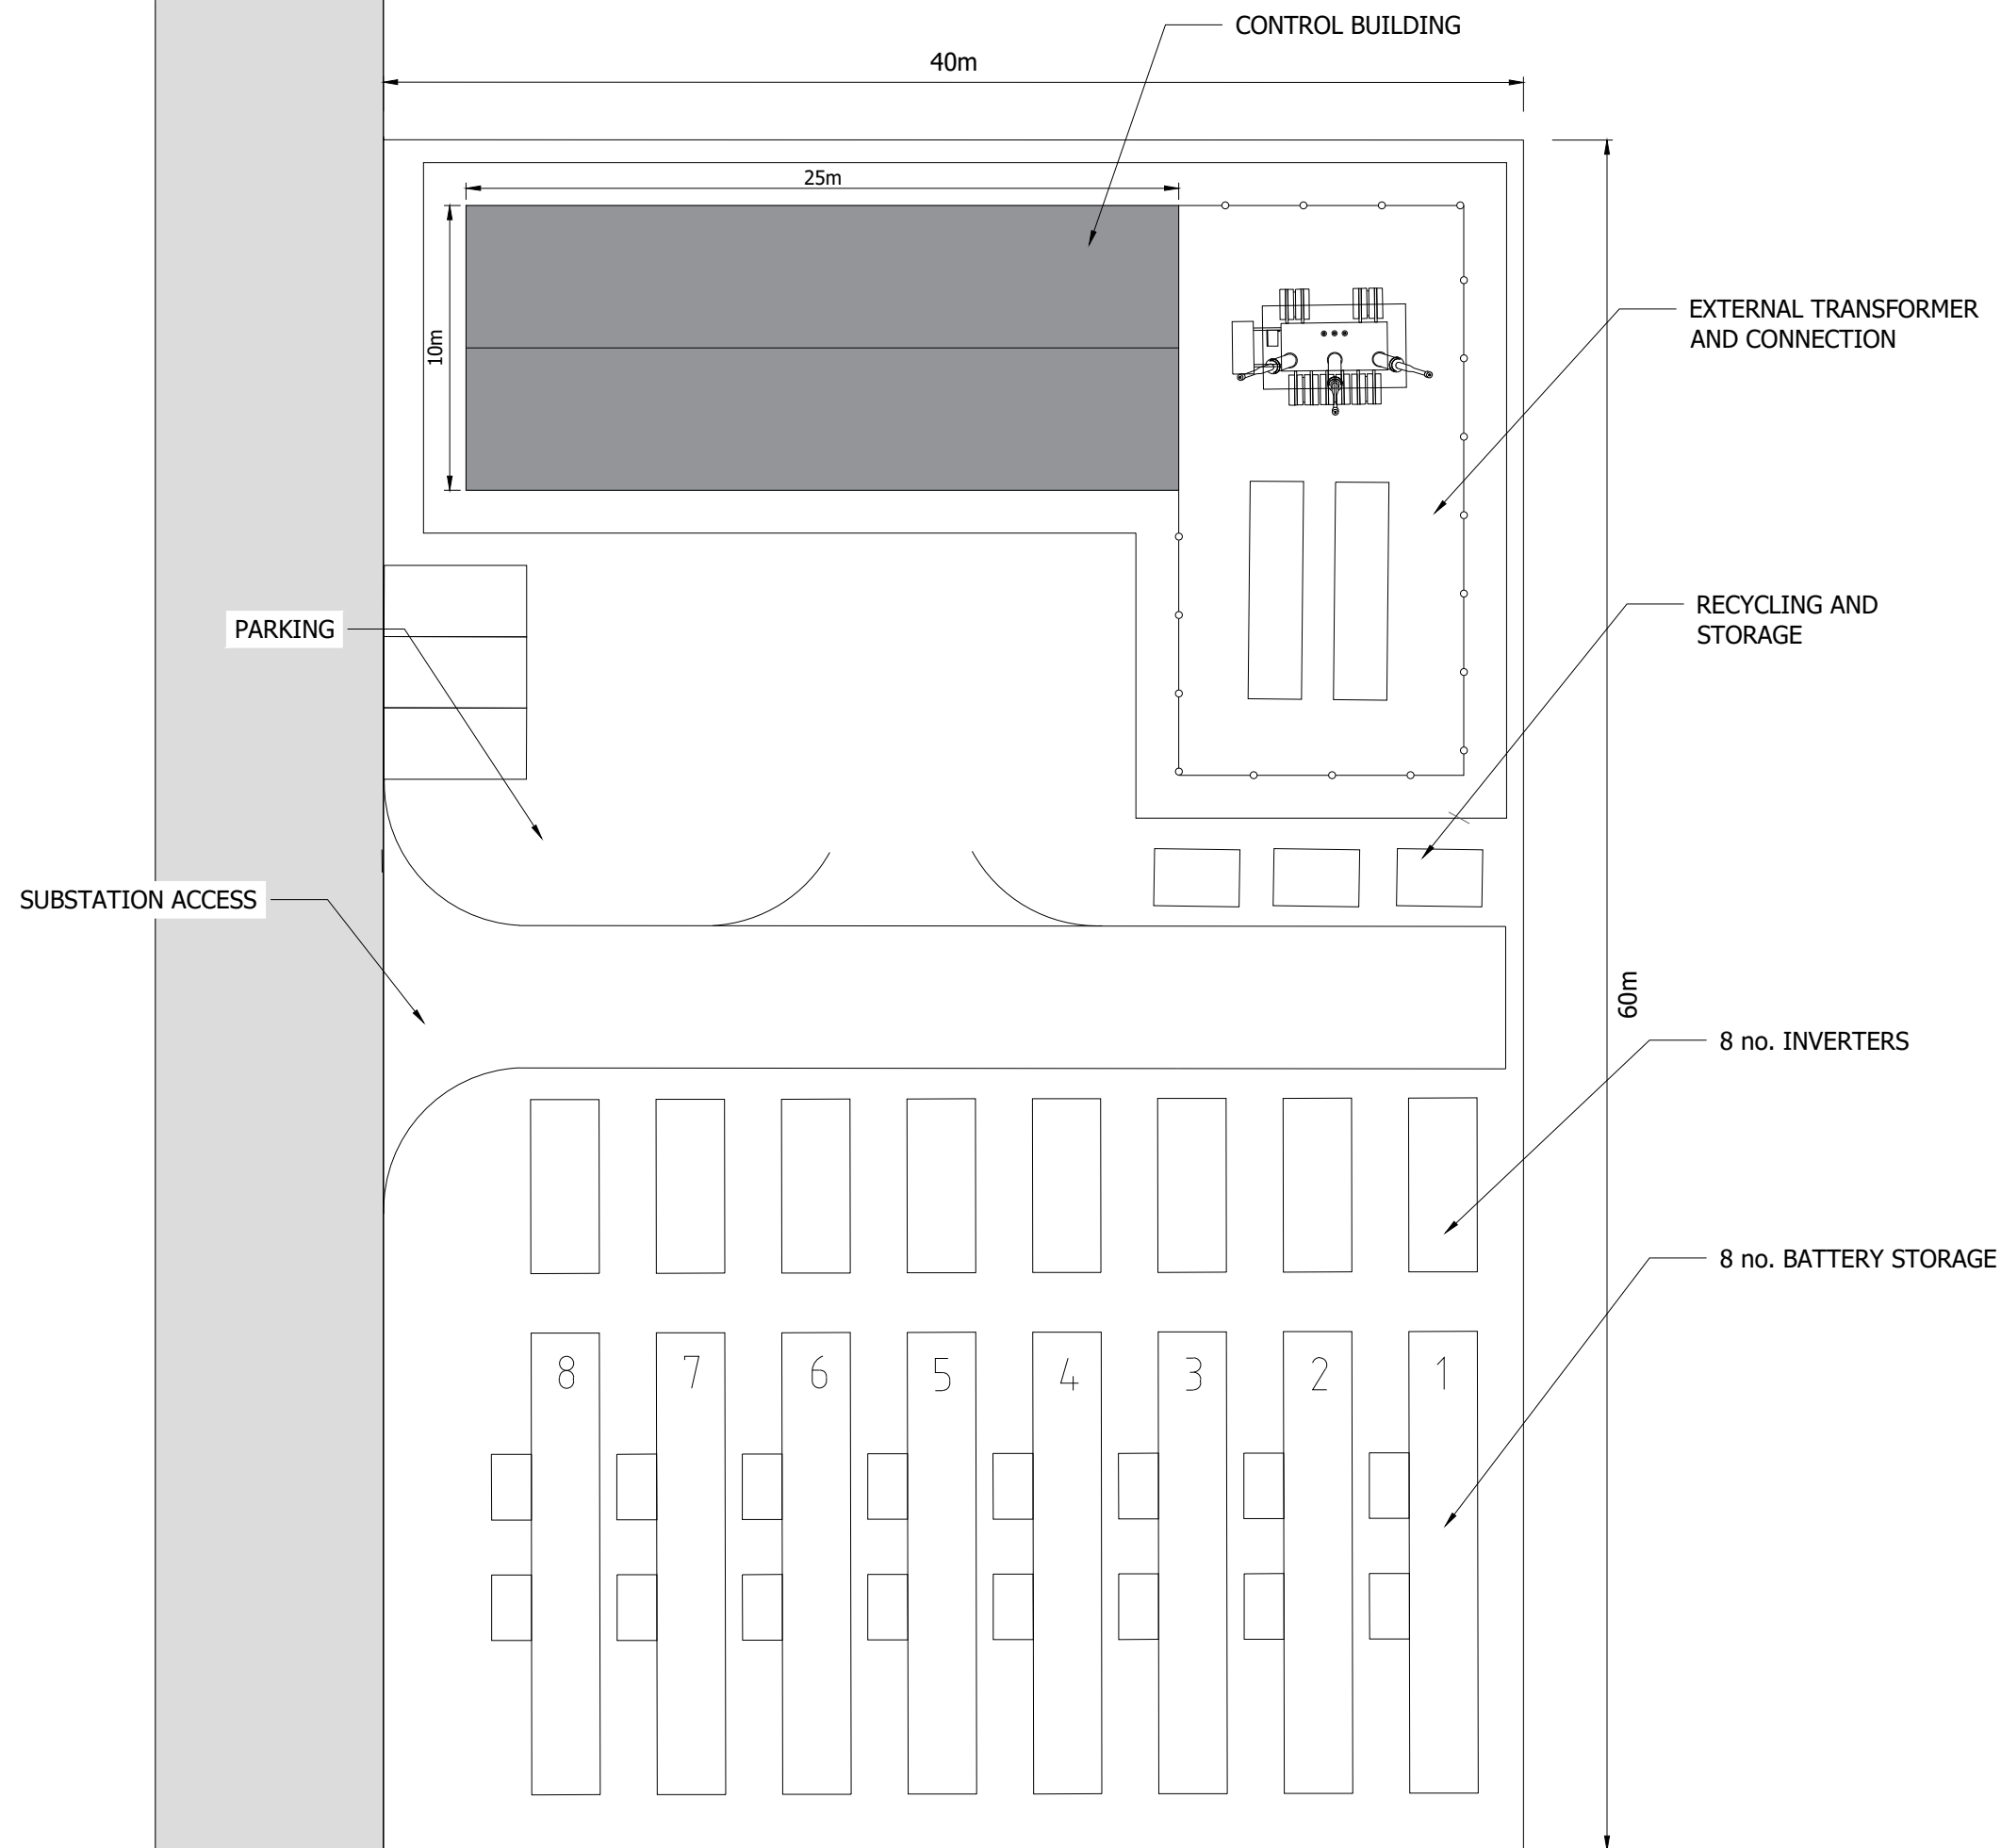 CONTROL BUILDING
40m
25m
10m
EXTERNAL TRANSFORMER
AND CONNECTION
RECYCLING AND
STORAGE
PARKING
SUBSTATION ACCESS
60m
8 no. INVERTERS
8 no. BATTERY STORAGE
8 7 6 5 4 3 2 1